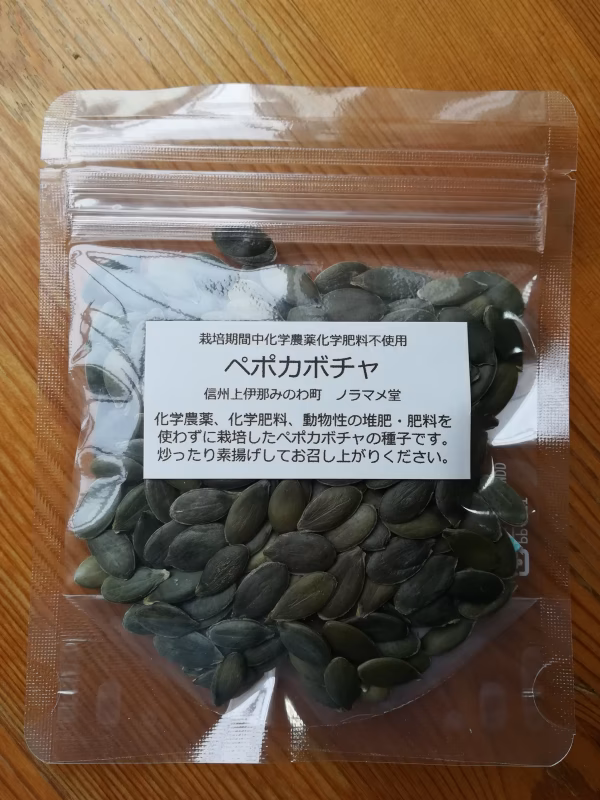 栽培期間中化学農薬化学肥料不使用
ペポカボチャ
信州上伊那みのわ町　ノラマメ堂
化学農薬、化学肥料、動物性の堆肥・肥料を
使わずに栽培したペポカボチャの種子です。
炒ったり素揚げしてお召し上がりください。